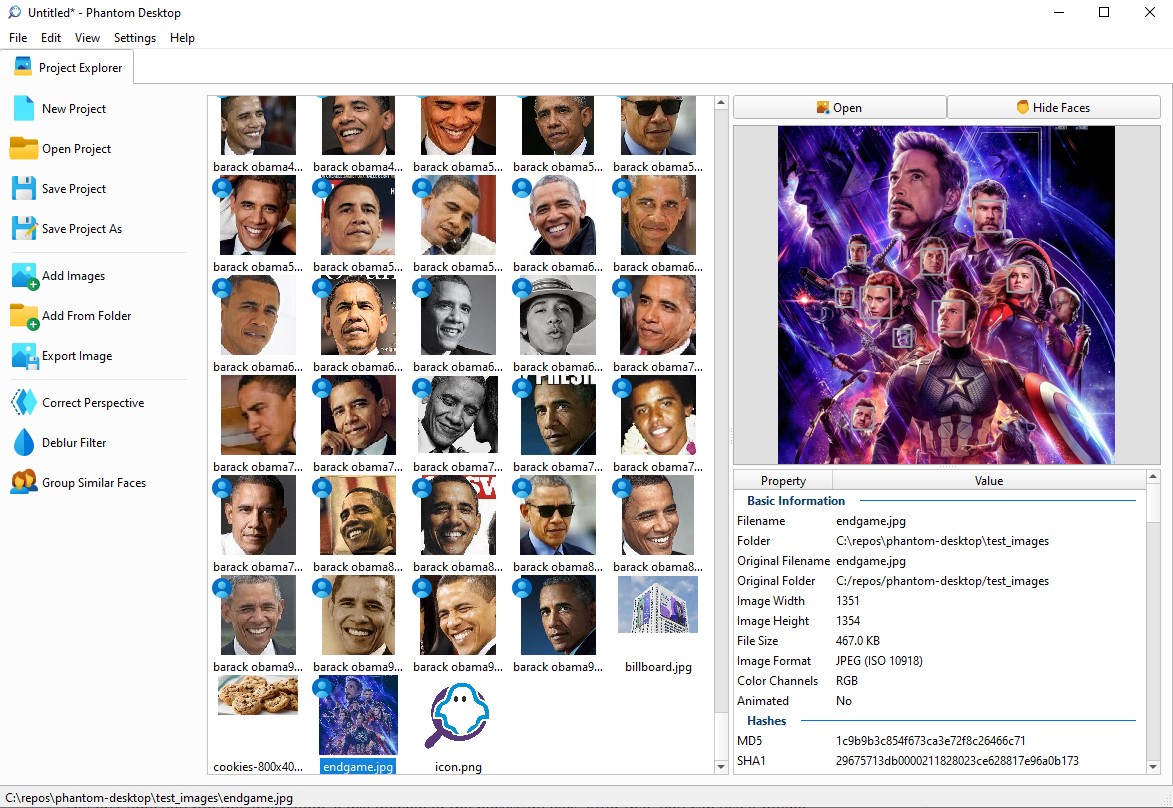 Untitled* - Phantom Desktop
File Edit View Settings Help
Project Explorer
New Project
Open Project
Save Project
Save Project As
Add Images
Add From Folder
Export Image
Correct Perspective
Deblur Filter
Group Similar Faces
barack obama4... barack obama4... barack obama5... barack obama5... barack obama5...
barack obama5... barack obama5... barack obama5... barack obama6... barack obama6...
barack obama6... barack obama6... barack obama6... barack obama6... barack obama7...
barack obama7... barack obama7... barack obama7... barack obama7... barack obama7...
barack obama7... barack obama8... barack obama8... barack obama8... barack obama8...
barack obama9... barack obama9... barack obama9... barack obama9... billboard.jpg
cookies-800x40... endgame.jpg icon.png
Open Hide Faces
Property Value
Basic Information
Filename endgame.jpg
Folder C:\repos\phantom-desktop\test_images
Original Filename endgame.jpg
Original Folder C:/repos/phantom-desktop/test_images
Image Width 1351
Image Height 1354
File Size 467.0 KB
Image Format JPEG (ISO 10918)
Color Channels RGB
Animated No
Hashes
MD5 1c9b9b3c854f673ca3e72f8c26466c71
SHA1 29675713db0000211828023ce628817e96a0b173
C:\repos\phantom-desktop\test_images\endgame.jpg